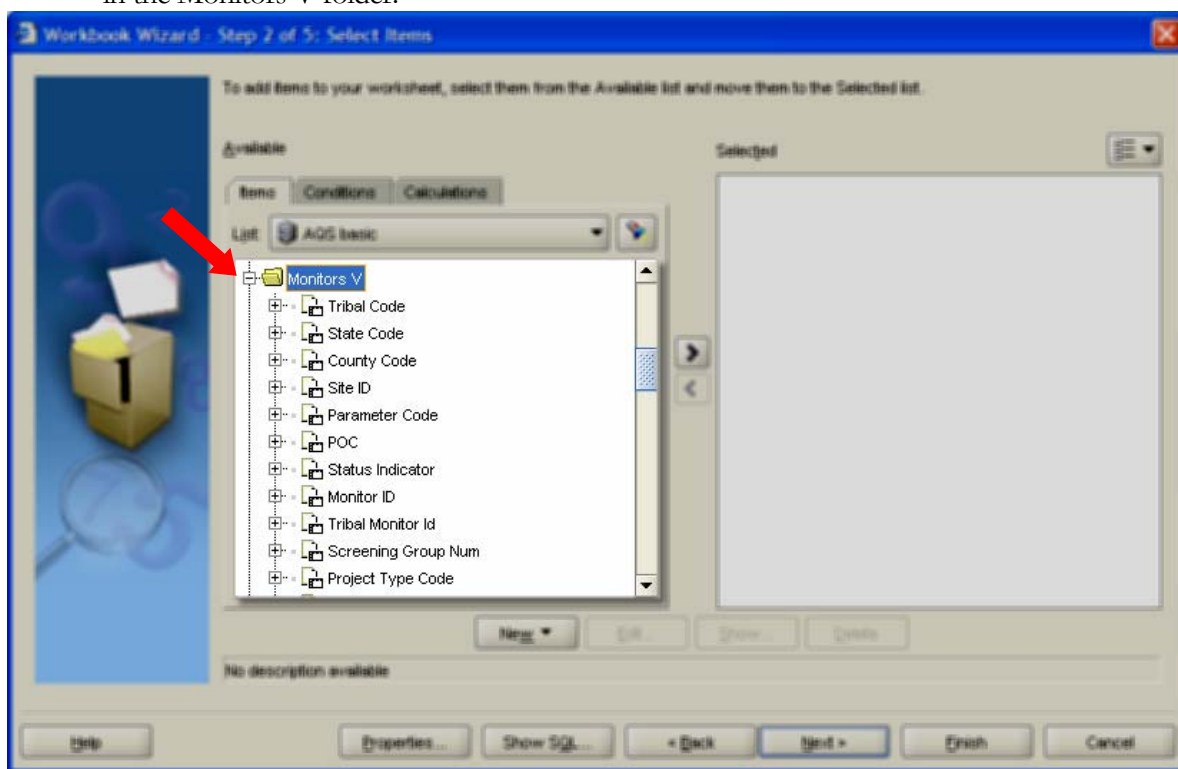 in the Monitors V folder.
Workbook Wizard - Step 2 of 5: Select Items
To add items to your worksheet, select them from the Available list and move them to the Selected list.
Available
Selected
Items Conditions Calculations
List: AQS basic
Monitors V
Tribal Code
State Code
County Code
Site ID
Parameter Code
POC
Status Indicator
Monitor ID
Tribal Monitor Id
Screening Group Num
Project Type Code
New Edit... Show... Delete
No description available
Help Properties... Show SQL... < Back Next > Finish Cancel